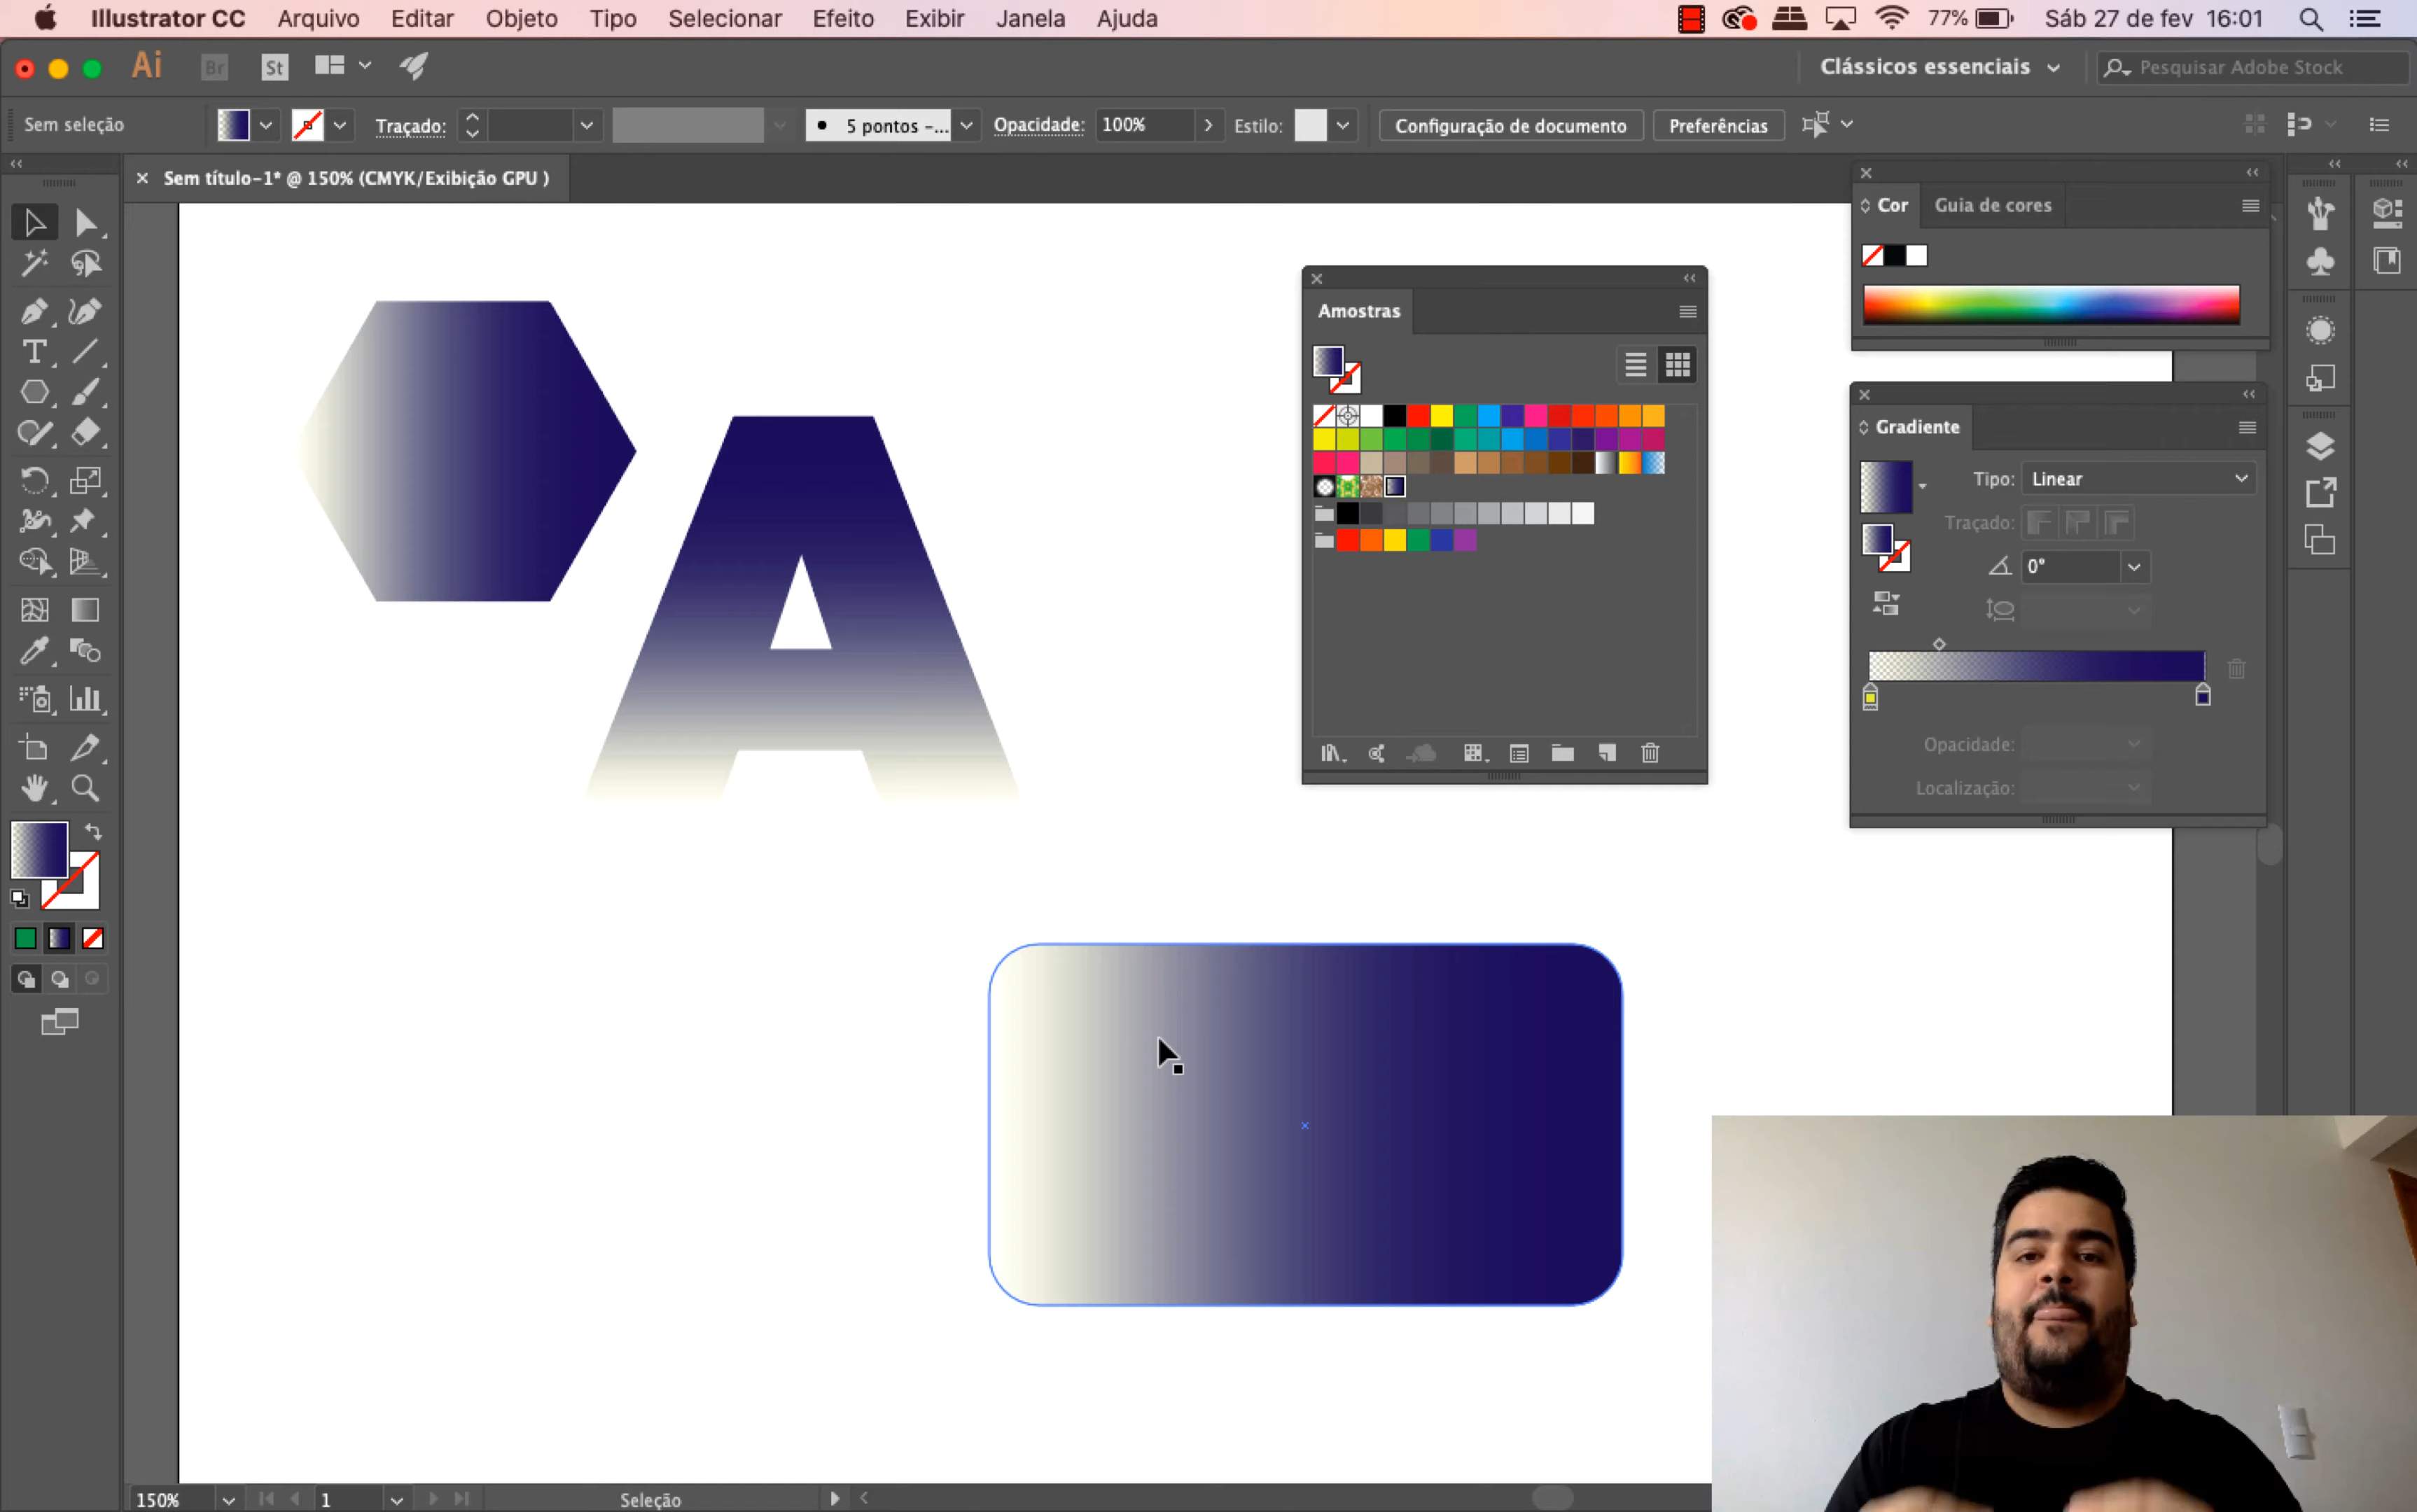 Illustrator CC Arquivo Editar Objeto Tipo Selecionar Efeito Exibir Janela Ajuda 77% Sáb 27 de fev 16:01
Ai Br St Clássicos essenciais Pesquisar Adobe Stock
Sem seleção Traçado: 5 pontos -... Opacidade: 100% Estilo: Configuração de documento Preferências
Sem título-1* @ 150% (CMYK/Exibição GPU )
Cor Guia de cores
Amostras
Gradiente
Tipo: Linear
Traçado:
0°
Opacidade:
Localização:
A
150% 1 Seleção